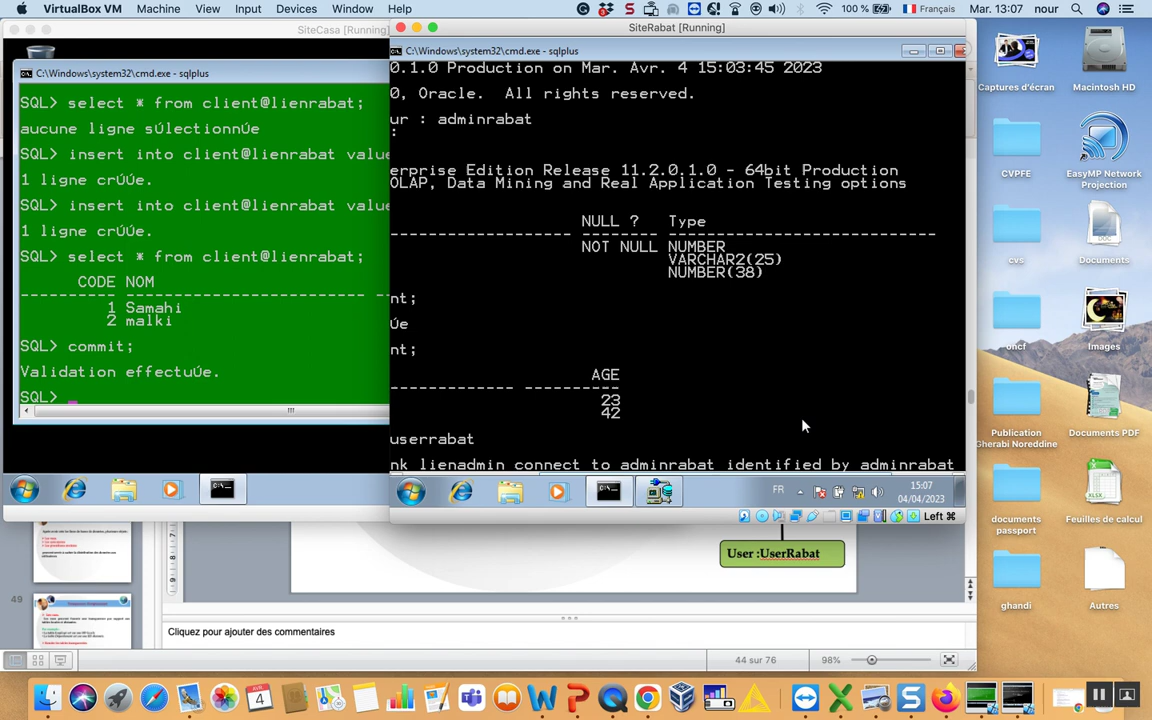 VirtualBox VM Machine View Input Devices Window Help
100 % Français Mar. 13:07 nour
SiteCasa [Running]
C:\Windows\system32\cmd.exe - sqlplus
SQL> select * from client@lienrabat;
aucune ligne súlectionnÚe
SQL> insert into client@lienrabat value
1 ligne crÚÚe.
SQL> insert into client@lienrabat value
1 ligne crÚÚe.
SQL> select * from client@lienrabat;
CODE NOM
---------- -------------------------
1 Samahi
2 malki
SQL> commit;
Validation effectuÚe.
SQL>
SiteRabat [Running]
C:\Windows\system32\cmd.exe - sqlplus
0.1.0 Production on Mar. Avr. 4 15:03:45 2023
0, Oracle. All rights reserved.
ur : adminrabat
:
erprise Edition Release 11.2.0.1.0 - 64bit Production
OLAP, Data Mining and Real Application Testing options
NULL ? Type
NOT NULL NUMBER
VARCHAR2(25)
NUMBER(38)
nt;
Úe
nt;
AGE
23
42
userrabat
nk lienadmin connect to adminrabat identified by adminrabat
FR
15:07
04/04/2023
Left ⌘
User :UserRabat
49
Cliquez pour ajouter des commentaires
44 sur 76
98%
Captures d'écran
Macintosh HD
CVPFE
EasyMP Network
Projection
cvs
Documents
oncf
Images
Publication
Gherabi Noreddine
Documents PDF
documents
passport
Feuilles de calcul
ghandi
Autres
AVR.
4